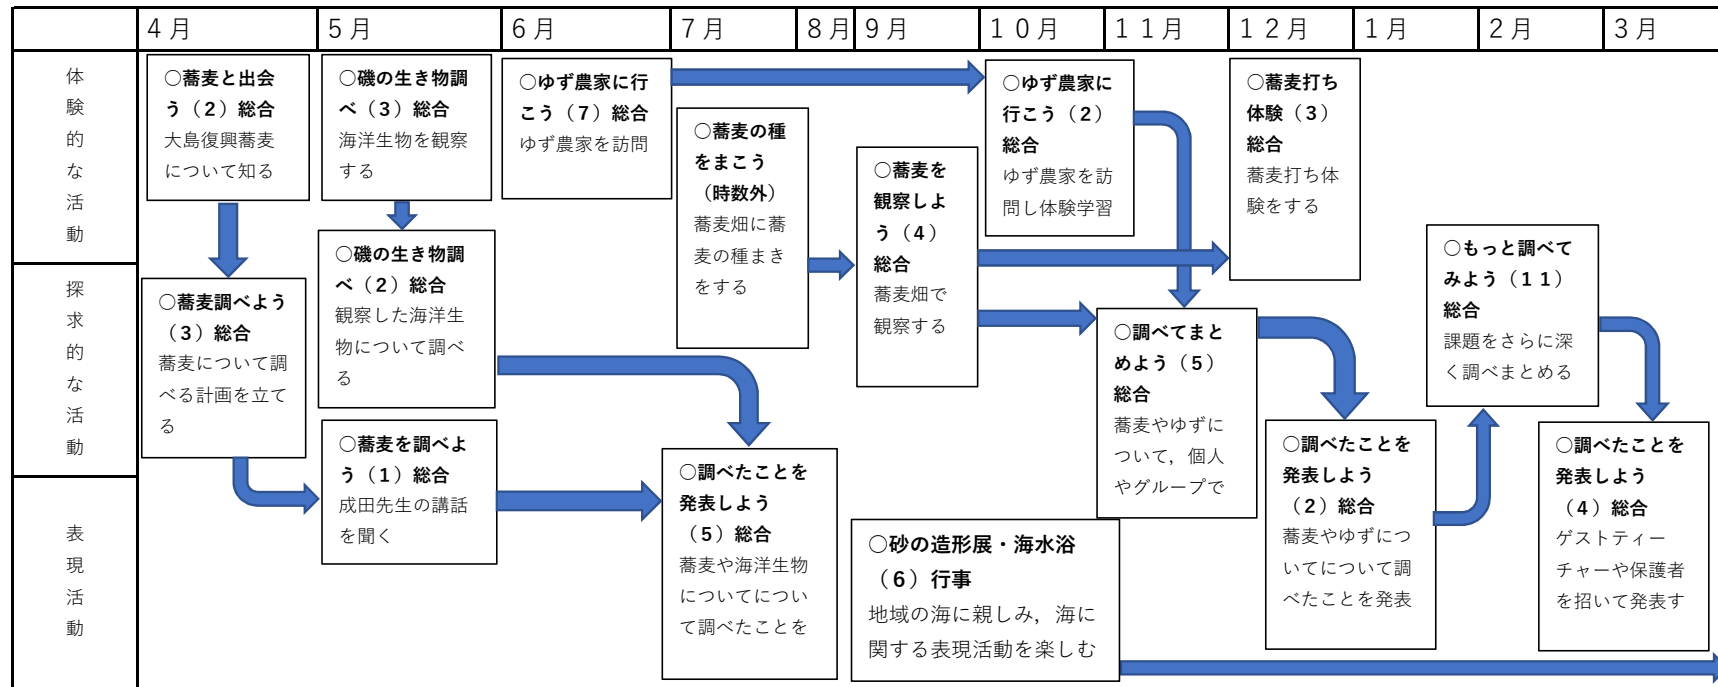 4月 5月 6月 7月 8月 9月 10月 11月 12月 1月 2月 3月
体験的な活動
○蕎麦と出会
う（2）総合
大島復興蕎麦
について知る
○磯の生き物調
べ（3）総合
海洋生物を観察
する
○ゆず農家に行
こう（7）総合
ゆず農家を訪問
○蕎麦の種
をまこう
（時数外）
蕎麦畑に蕎
麦の種まき
をする
○蕎麦を
観察しよ
う（4）
総合
蕎麦畑で
観察する
○ゆず農家に
行こう（2）
総合
ゆず農家を訪
問し体験学習
○蕎麦打ち
体験（3）
総合
蕎麦打ち体
験をする
探求的な活動
○蕎麦調べよう
（3）総合
蕎麦について調
べる計画を立て
る
○磯の生き物調
べ（2）総合
観察した海洋生
物について調べ
る
○調べてまと
めよう（5）
総合
蕎麦やゆずに
ついて，個人
やグループで
○もっと調べて
みよう（11）
総合
課題をさらに深
く調べまとめる
表現活動
○蕎麦を調べよ
う（1）総合
成田先生の講話
を聞く
○調べたことを
発表しよう
（5）総合
蕎麦や海洋生物
についてについ
て調べたことを
○砂の造形展・海水浴
（6）行事
地域の海に親しみ，海に
関する表現活動を楽しむ
○調べたことを
発表しよう
（2）総合
蕎麦やゆずにつ
いてについて調
べたことを発表
○調べたことを
発表しよう
（4）総合
ゲストティー
チャーや保護者
を招いて発表す